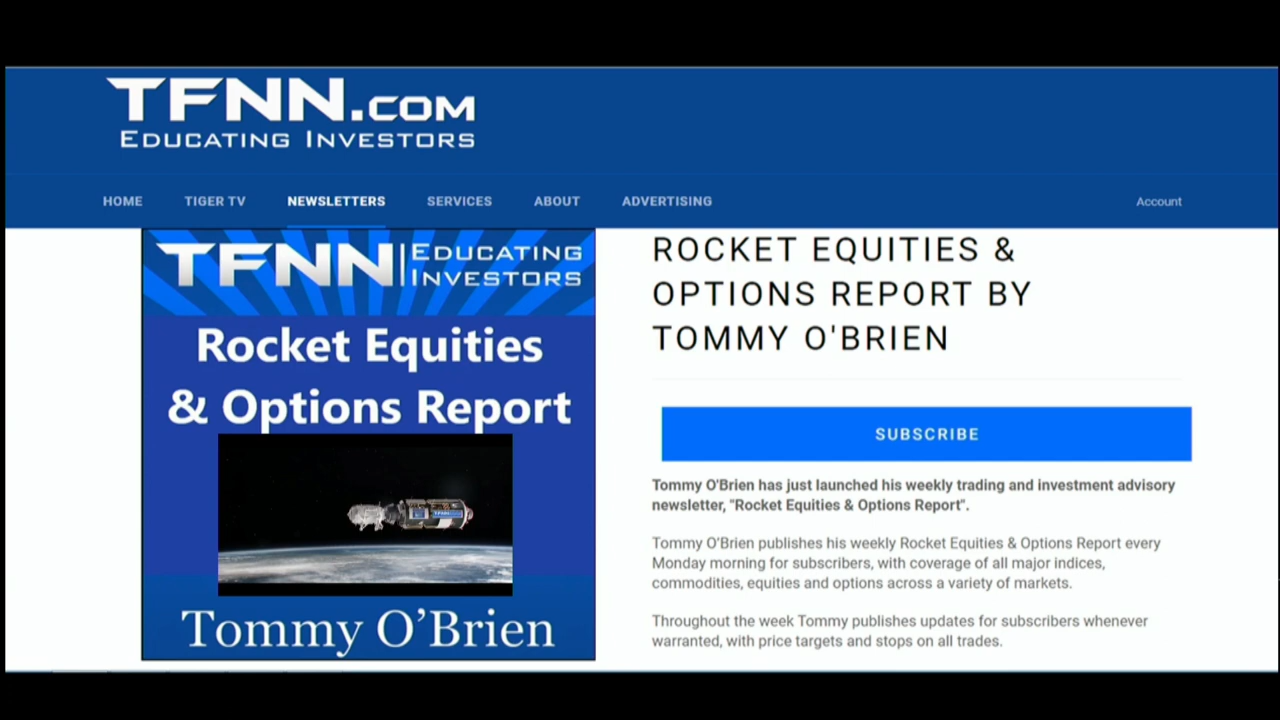 TFNN.COM
EDUCATING INVESTORS
HOME TIGER TV NEWSLETTERS SERVICES ABOUT ADVERTISING Account
TFNN EDUCATING
INVESTORS
Rocket Equities
& Options Report
Tommy O’Brien
ROCKET EQUITIES &
OPTIONS REPORT BY
TOMMY O'BRIEN
SUBSCRIBE
Tommy O'Brien has just launched his weekly trading and investment advisory
newsletter, "Rocket Equities & Options Report".
Tommy O’Brien publishes his weekly Rocket Equities & Options Report every
Monday morning for subscribers, with coverage of all major indices,
commodities, equities and options across a variety of markets.
Throughout the week Tommy publishes updates for subscribers whenever
warranted, with price targets and stops on all trades.